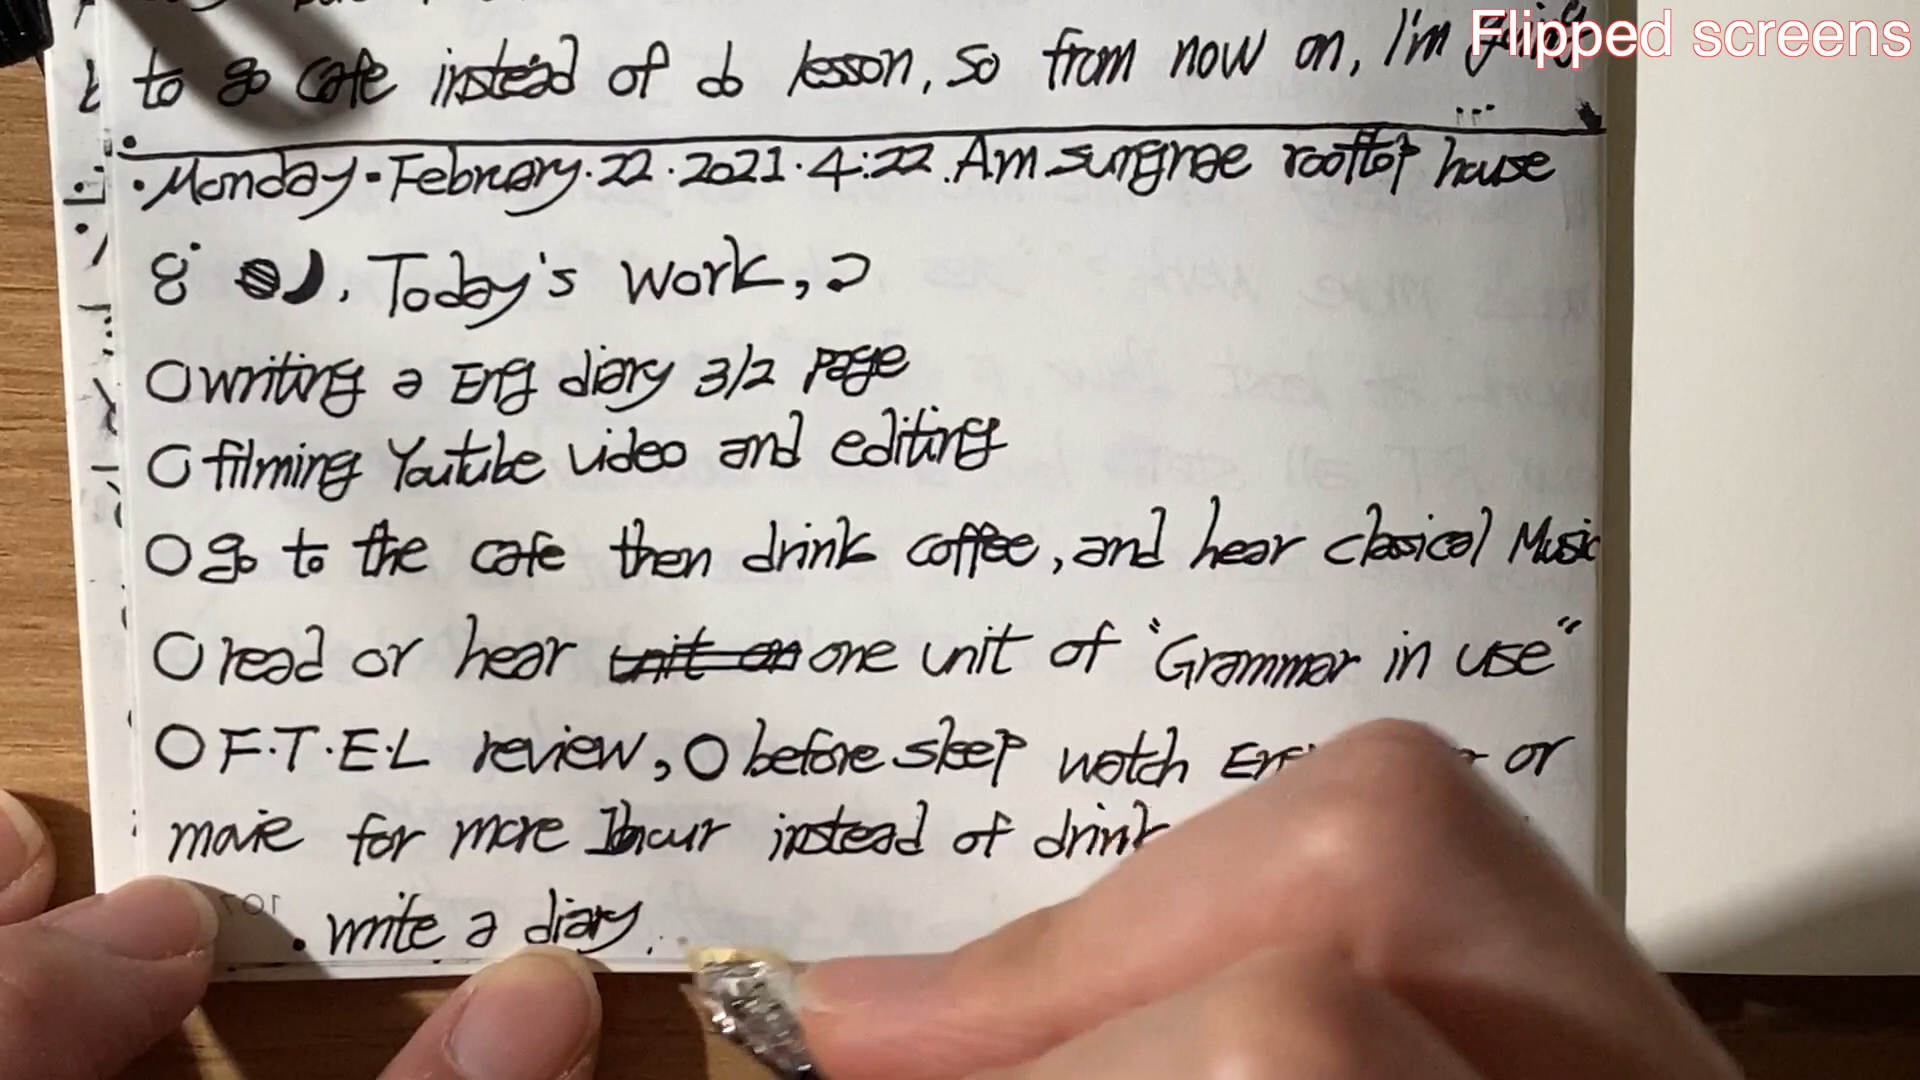 Flipped screens
to go cafe instead of do lesson, so from now on, I'm going
...
·Monday·February·22·2021·4:22.Am sungnae rooftop house
8° , Today's work,
○writing a Eng diary 3/2 page
○filming Youtube video and editing
○go to the cafe then drink coffee, and hear classical Music
○read or hear unit on one unit of "Grammar in use"
○F·T·E·L review, ○before sleep watch or
movie for more 1hour instead of drink
107
. write a diary.